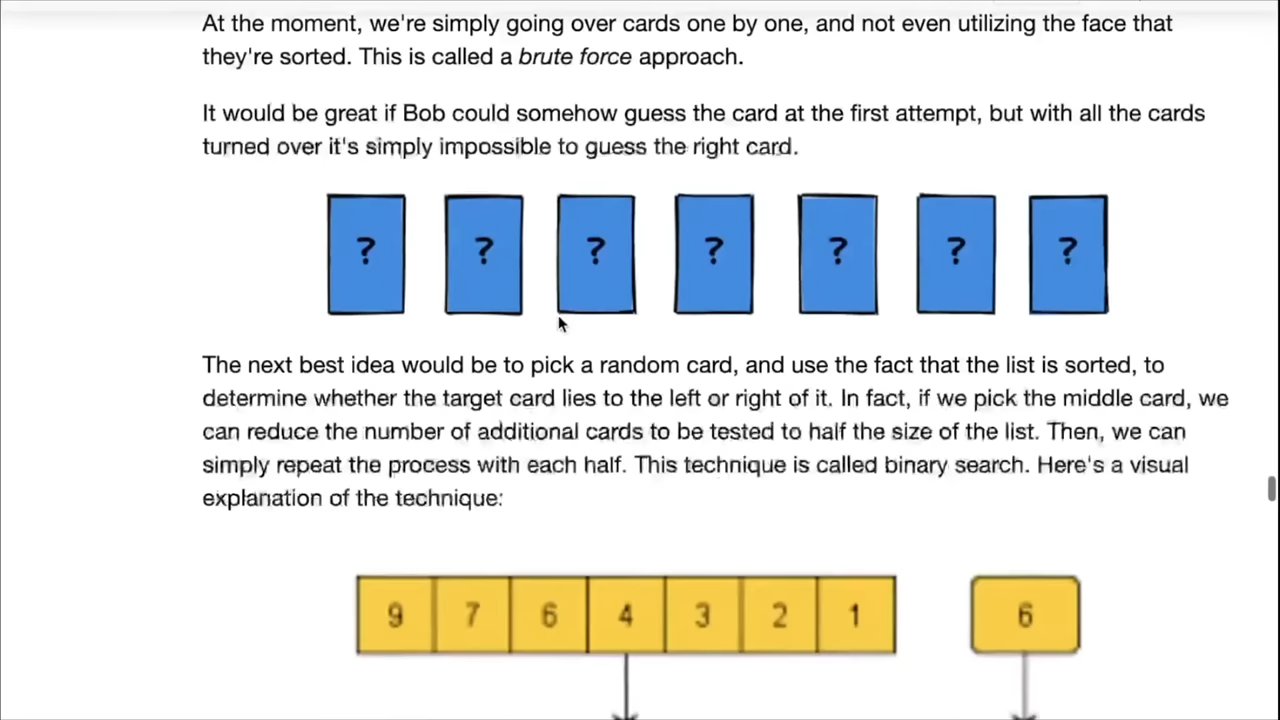 At the moment, we're simply going over cards one by one, and not even utilizing the face that
they're sorted. This is called a brute force approach.
It would be great if Bob could somehow guess the card at the first attempt, but with all the cards
turned over it's simply impossible to guess the right card.
? ? ? ? ? ? ?
The next best idea would be to pick a random card, and use the fact that the list is sorted, to
determine whether the target card lies to the left or right of it. In fact, if we pick the middle card, we
can reduce the number of additional cards to be tested to half the size of the list. Then, we can
simply repeat the process with each half. This technique is called binary search. Here's a visual
explanation of the technique:
9 7 6 4 3 2 1 6